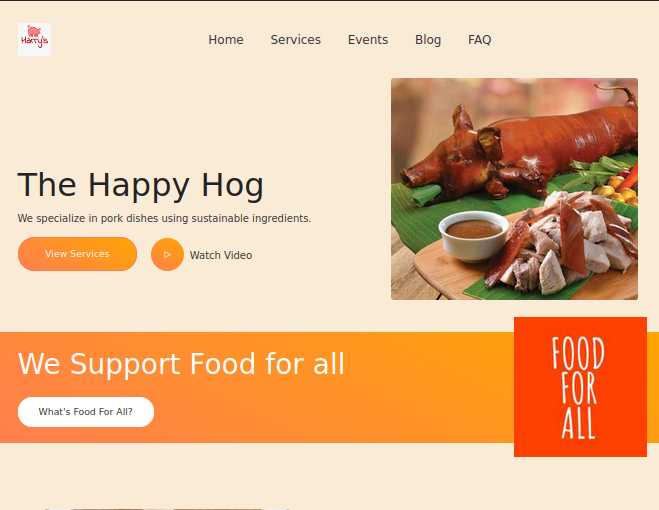 Harry's
Home Services Events Blog FAQ
The Happy Hog
We specialize in pork dishes using sustainable ingredients.
View Services
Watch Video
We Support Food for all
What's Food For All?
FOOD
FOR
ALL